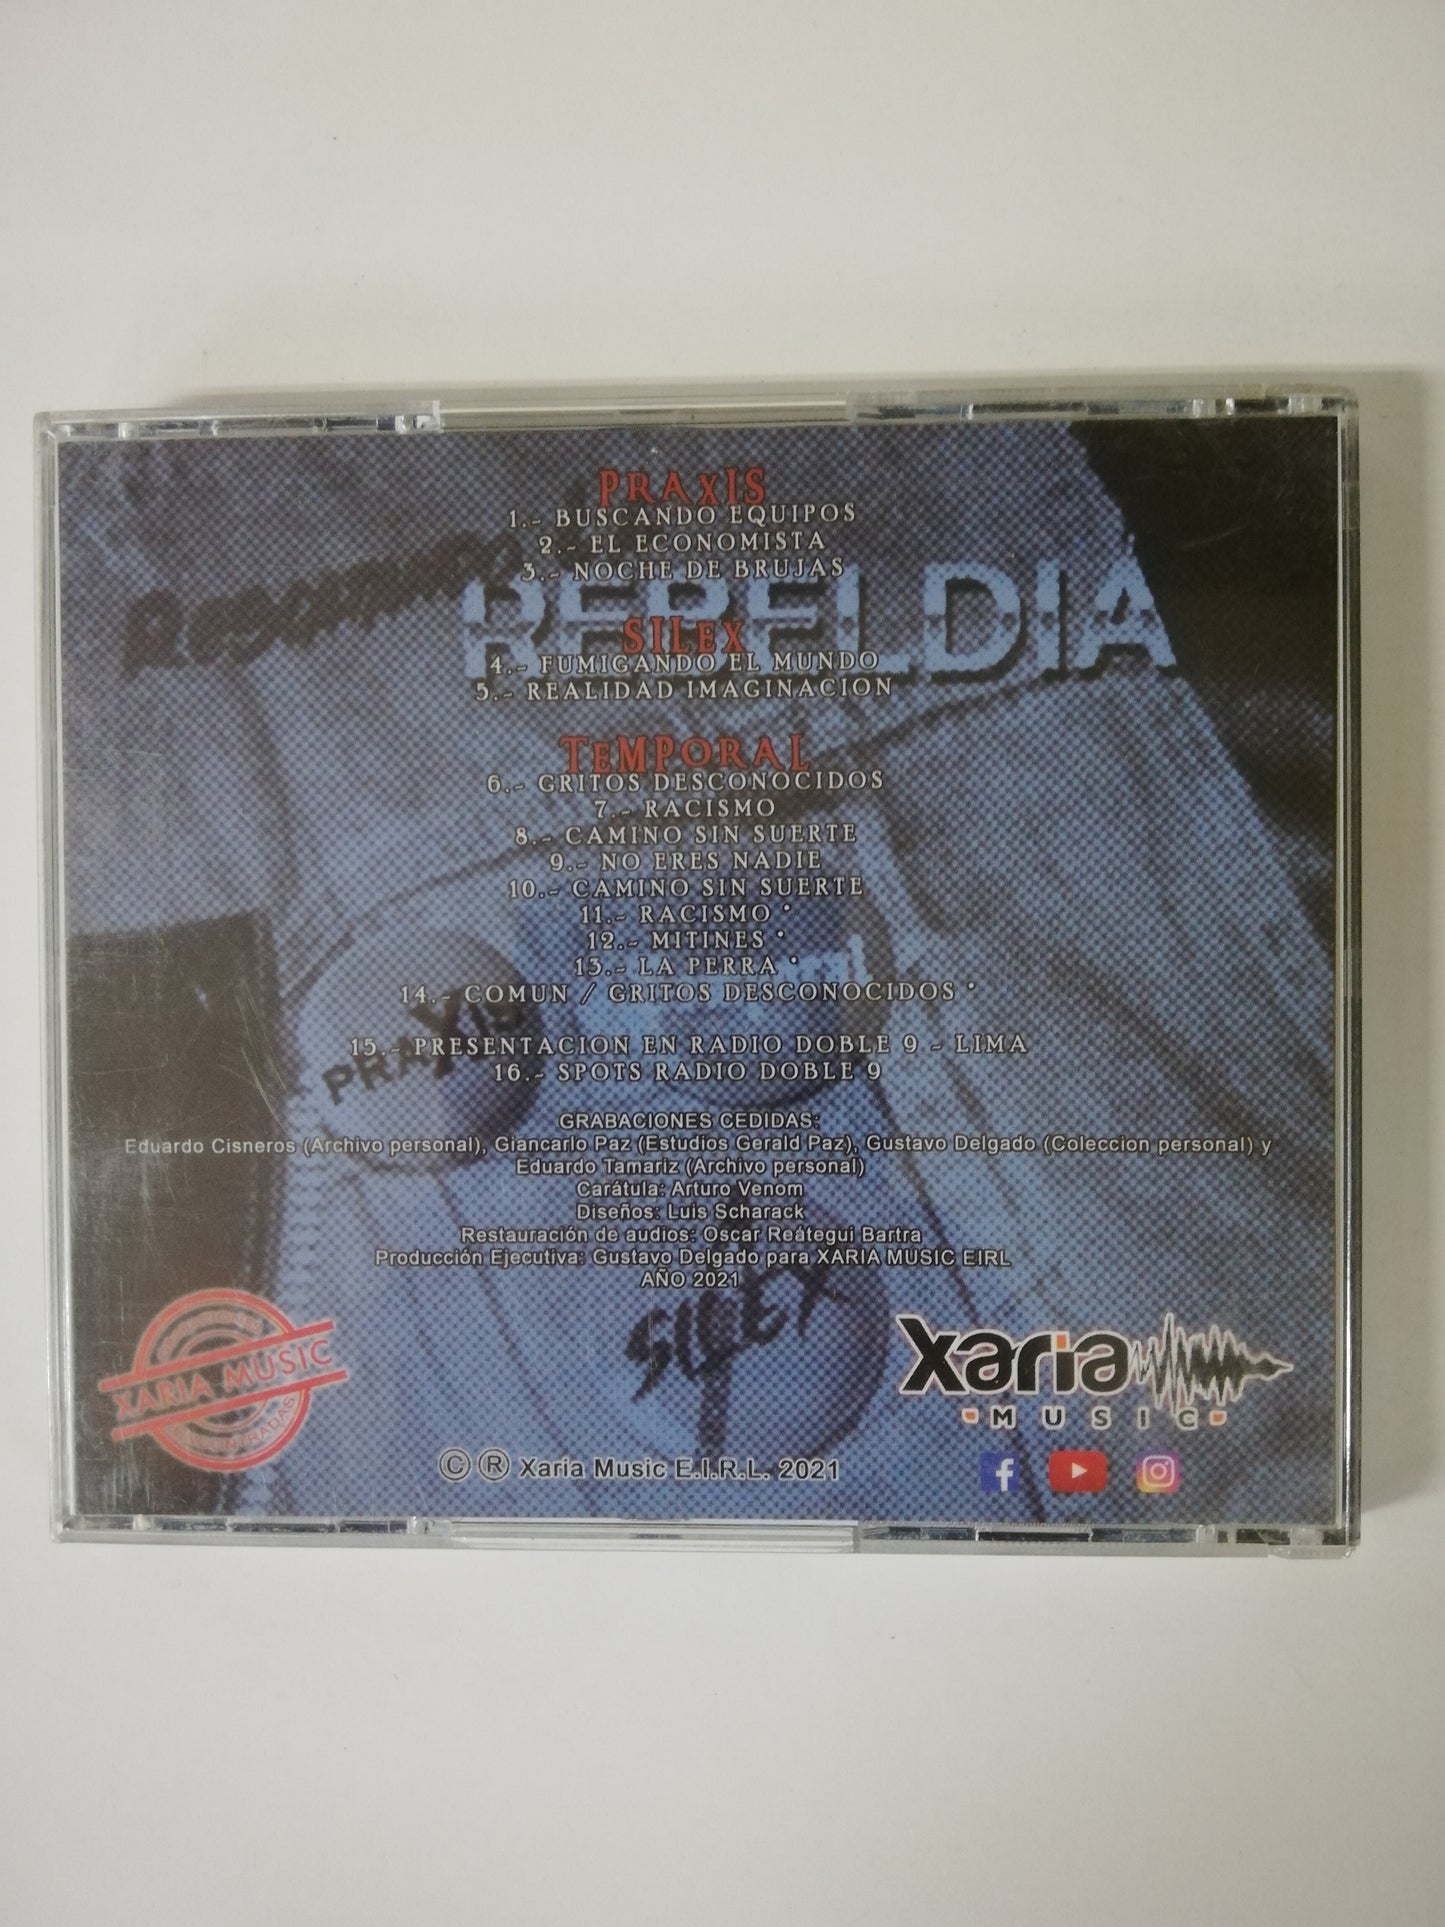 PRAXIS
1.- BUSCANDO EQUIPOS
2.- EL ECONOMISTA
3.- NOCHE DE BRUJAS
REBELDIA
SILEX
4.- FUMIGANDO EL MUNDO
5.- REALIDAD IMAGINACION
TEMPORAL
6.- GRITOS DESCONOCIDOS
7.- RACISMO
8.- CAMINO SIN SUERTE
9.- NO ERES NADIE
10.- CAMINO SIN SUERTE
11.- RACISMO *
12.- MITINES *
13.- LA PERRA *
14.- COMUN / GRITOS DESCONOCIDOS *
15.- PRESENTACION EN RADIO DOBLE 9 - LIMA
16.- SPOTS RADIO DOBLE 9
PRAXIS
GRABACIONES CEDIDAS:
Eduardo Cisneros (Archivo personal), Giancarlo Paz (Estudios Gerald Paz), Gustavo Delgado (Coleccion personal) y
Eduardo Tamariz (Archivo personal)
Carátula: Arturo Venom
Diseños: Luis Scharack
Restauración de audios: Oscar Reátegui Bartra
Producción Ejecutiva: Gustavo Delgado para XARIA MUSIC EIRL
AÑO 2021
SILEX
XARIA MUSIC
xaria
MUSIC
© ® Xaria Music E.I.R.L. 2021